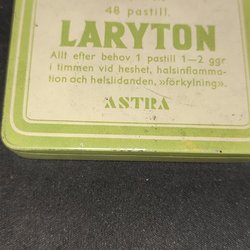 48 pastill.
LARYTON
Allt efter behov 1 pastill 1–2 ggr
i timmen vid heshet, halsinflamma-
tion och helslidanden, »förkylning».
ASTRA